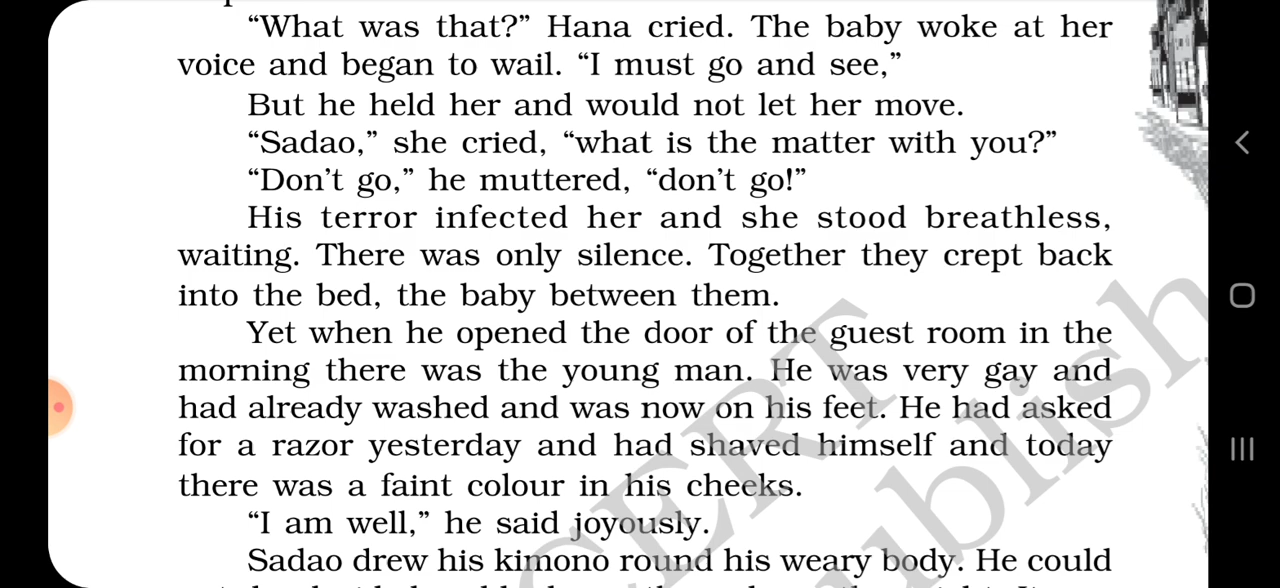 “What was that?” Hana cried. The baby woke at her
voice and began to wail. “I must go and see,”
But he held her and would not let her move.
“Sadao,” she cried, “what is the matter with you?”
“Don’t go,” he muttered, “don’t go!”
His terror infected her and she stood breathless,
waiting. There was only silence. Together they crept back
into the bed, the baby between them.
Yet when he opened the door of the guest room in the
morning there was the young man. He was very gay and
had already washed and was now on his feet. He had asked
for a razor yesterday and had shaved himself and today
there was a faint colour in his cheeks.
“I am well,” he said joyously.
Sadao drew his kimono round his weary body. He could